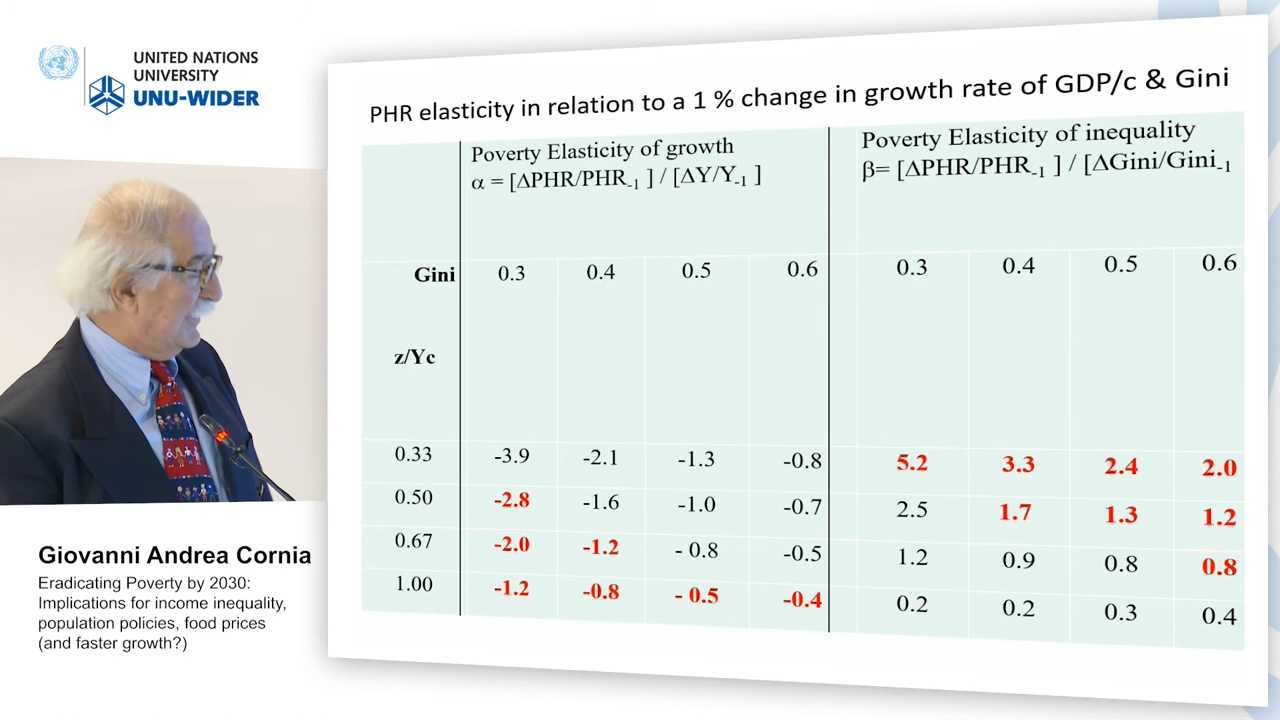 UNITED NATIONS
UNIVERSITY
UNU-WIDER
PHR elasticity in relation to a 1 % change in growth rate of GDP/c & Gini
Poverty Elasticity of growth
α = [ΔPHR/PHR-1 ] / [ΔY/Y-1 ]
Poverty Elasticity of inequality
β= [ΔPHR/PHR-1 ] / [ΔGini/Gini-1
Gini 0.3 0.4 0.5 0.6 0.3 0.4 0.5 0.6
z/Yc
0.33 -3.9 -2.1 -1.3 -0.8 5.2 3.3 2.4 2.0
0.50 -2.8 -1.6 -1.0 -0.7 2.5 1.7 1.3 1.2
0.67 -2.0 -1.2 - 0.8 -0.5 1.2 0.9 0.8 0.8
1.00 -1.2 -0.8 - 0.5 -0.4 0.2 0.2 0.3 0.4
Giovanni Andrea Cornia
Eradicating Poverty by 2030:
Implications for income inequality,
population policies, food prices
(and faster growth?)